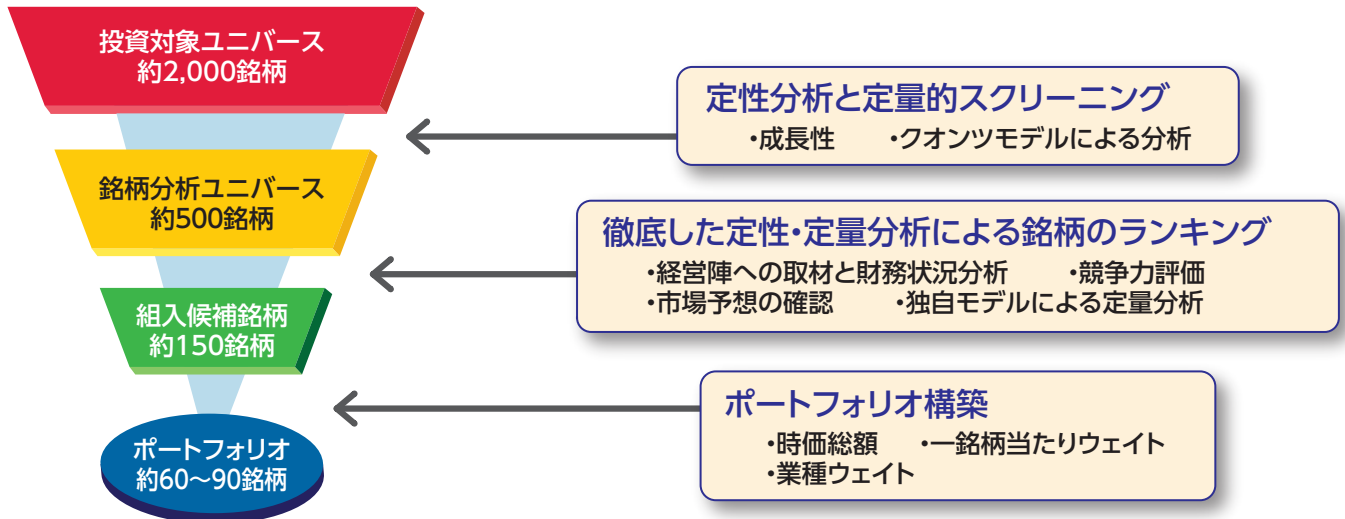 投資対象ユニバース
約2,000銘柄
定性分析と定量的スクリーニング
・成長性 ・クオンツモデルによる分析
銘柄分析ユニバース
約500銘柄
徹底した定性・定量分析による銘柄のランキング
・経営陣への取材と財務状況分析 ・競争力評価
・市場予想の確認 ・独自モデルによる定量分析
組入候補銘柄
約150銘柄
ポートフォリオ構築
・時価総額 ・一銘柄当たりウェイト
・業種ウェイト
ポートフォリオ
約60～90銘柄